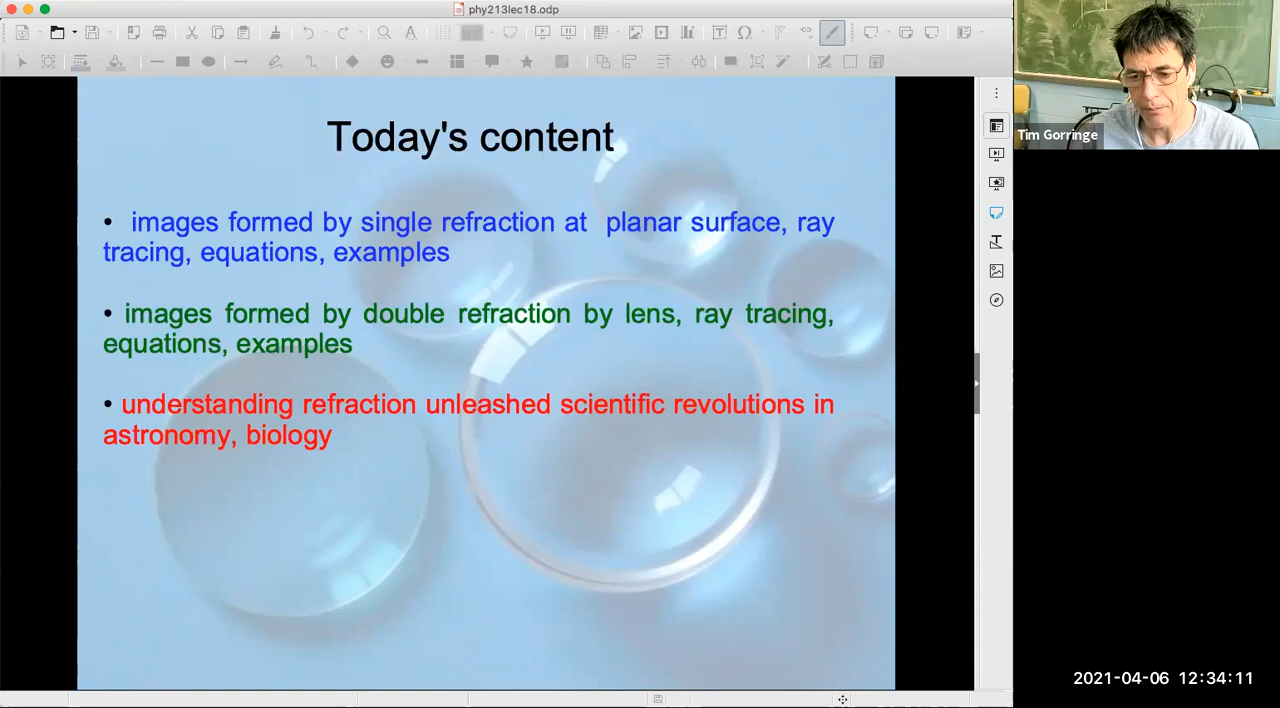 phy213lec18.odp
Today's content
• images formed by single refraction at planar surface, ray
tracing, equations, examples
• images formed by double refraction by lens, ray tracing,
equations, examples
• understanding refraction unleashed scientific revolutions in
astronomy, biology
Tim Gorringe
2021-04-06 12:34:11